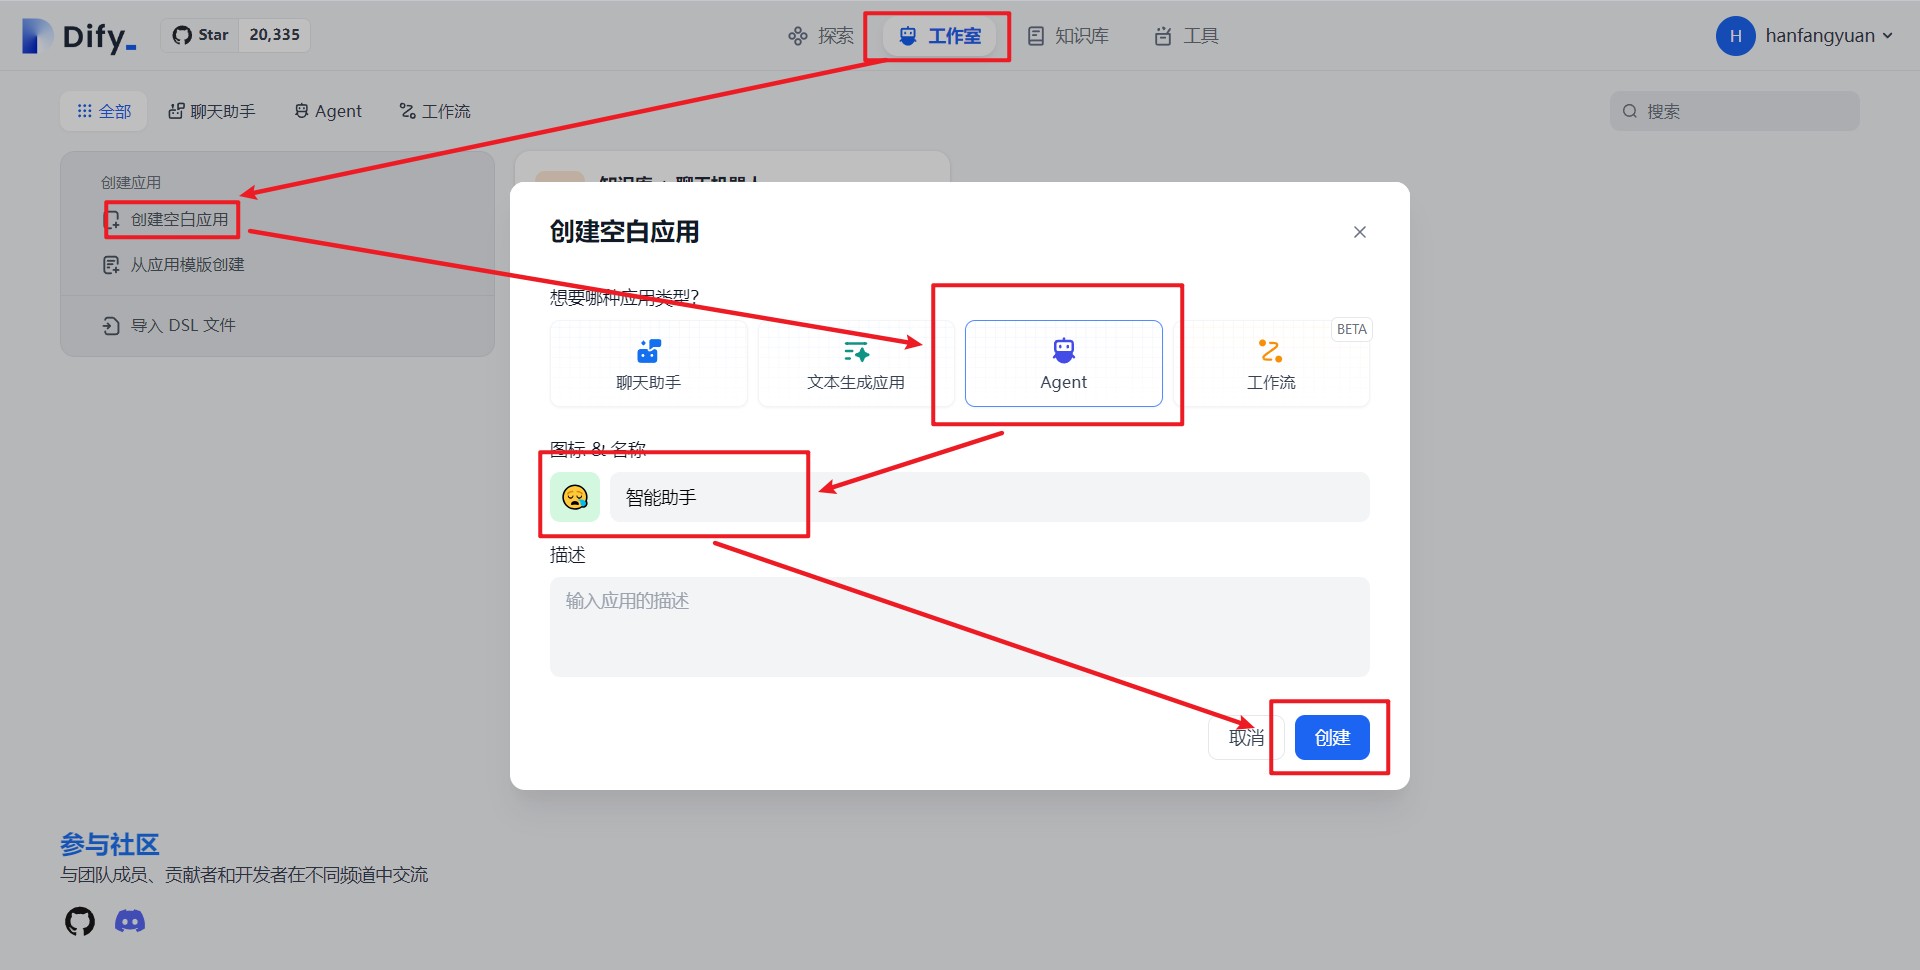 Dify_
Star 20,335
探索
工作室
知识库
工具
H hanfangyuan
全部
聊天助手
Agent
工作流
搜索
创建应用
创建空白应用
从应用模版创建
导入 DSL 文件
创建空白应用
想要哪种应用类型？
聊天助手
文本生成应用
Agent
BETA
工作流
图标 & 名称
智能助手
描述
输入应用的描述
取消
创建
参与社区
与团队成员、贡献者和开发者在不同频道中交流